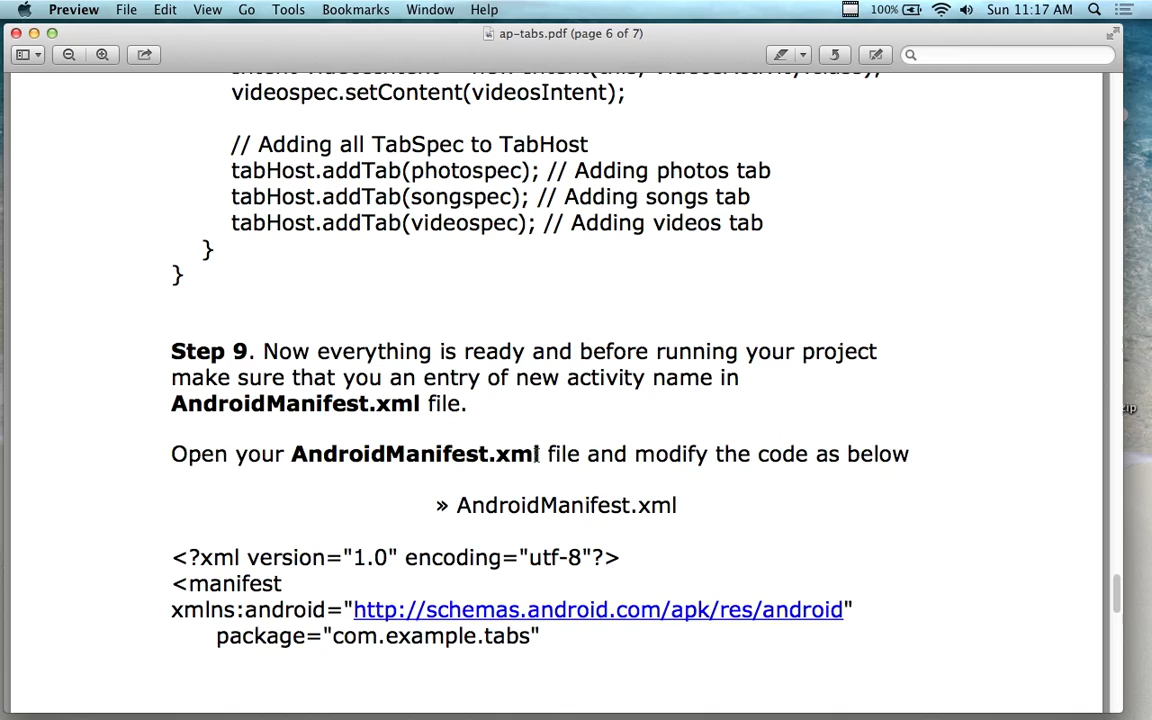 Preview File Edit View Go Tools Bookmarks Window Help 100% Sun 11:17 AM
ap-tabs.pdf (page 6 of 7)
videospec.setContent(videosIntent);
// Adding all TabSpec to TabHost
tabHost.addTab(photospec); // Adding photos tab
tabHost.addTab(songspec); // Adding songs tab
tabHost.addTab(videospec); // Adding videos tab
}
}
Step 9. Now everything is ready and before running your project
make sure that you an entry of new activity name in
AndroidManifest.xml file.
zip
Open your AndroidManifest.xml file and modify the code as below
» AndroidManifest.xml
<?xml version="1.0" encoding="utf-8"?>
<manifest
xmlns:android="http://schemas.android.com/apk/res/android"
package="com.example.tabs"